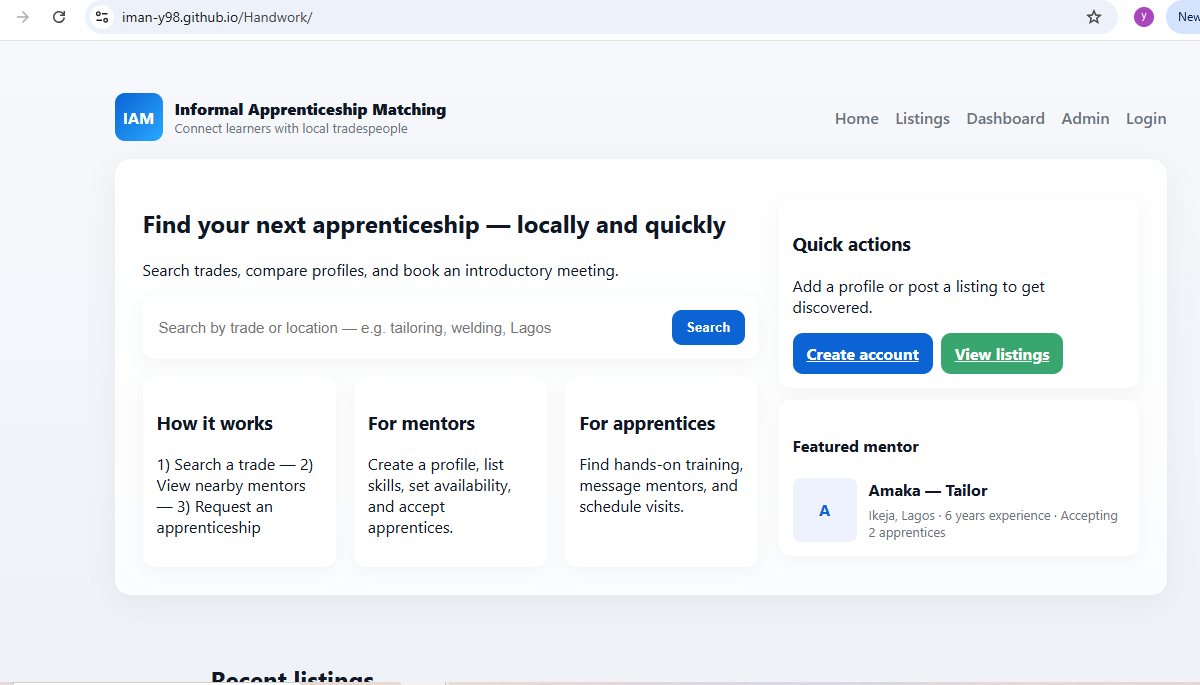 iman-y98.github.io/Handwork/
y
New
IAM
Informal Apprenticeship Matching
Connect learners with local tradespeople
Home Listings Dashboard Admin Login
Find your next apprenticeship — locally and quickly
Search trades, compare profiles, and book an introductory meeting.
Search by trade or location — e.g. tailoring, welding, Lagos
Search
How it works
1) Search a trade — 2)
View nearby mentors
— 3) Request an
apprenticeship
For mentors
Create a profile, list
skills, set availability,
and accept
apprentices.
For apprentices
Find hands-on training,
message mentors, and
schedule visits.
Quick actions
Add a profile or post a listing to get
discovered.
Create account
View listings
Featured mentor
A
Amaka — Tailor
Ikeja, Lagos · 6 years experience · Accepting
2 apprentices
Recent listings